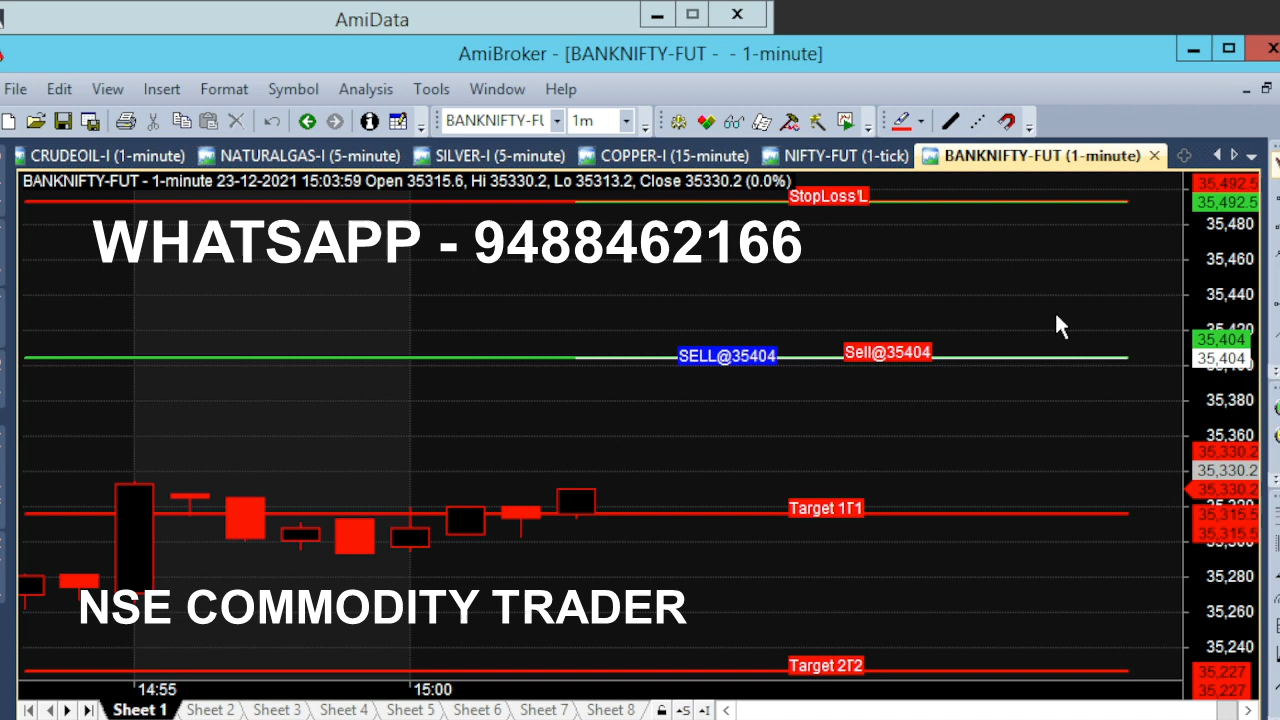 AmiData
AmiBroker - [BANKNIFTY-FUT - - 1-minute]
File Edit View Insert Format Symbol Analysis Tools Window Help
BANKNIFTY-FU 1m
CRUDEOIL-I (1-minute) NATURALGAS-I (5-minute) SILVER-I (5-minute) COPPER-I (15-minute) NIFTY-FUT (1-tick) BANKNIFTY-FUT (1-minute)
BANKNIFTY-FUT - 1-minute 23-12-2021 15:03:59 Open 35315.6, Hi 35330.2, Lo 35313.2, Close 35330.2 (0.0%)
35,492.5
StopLoss'L
35,492.5
35,480
WHATSAPP - 9488462166
35,460
35,440
35,420
35,404
SELL@35404 Sell@35404
35,404
35,380
35,360
35,330.2
35,330.2
35,330.2
Target 1T1
35,315.5
35,315.5
35,300
35,280
NSE COMMODITY TRADER
35,260
35,240
Target 2T2
35,227
35,227
14:55 15:00
Sheet 1 Sheet 2 Sheet 3 Sheet 4 Sheet 5 Sheet 6 Sheet 7 Sheet 8